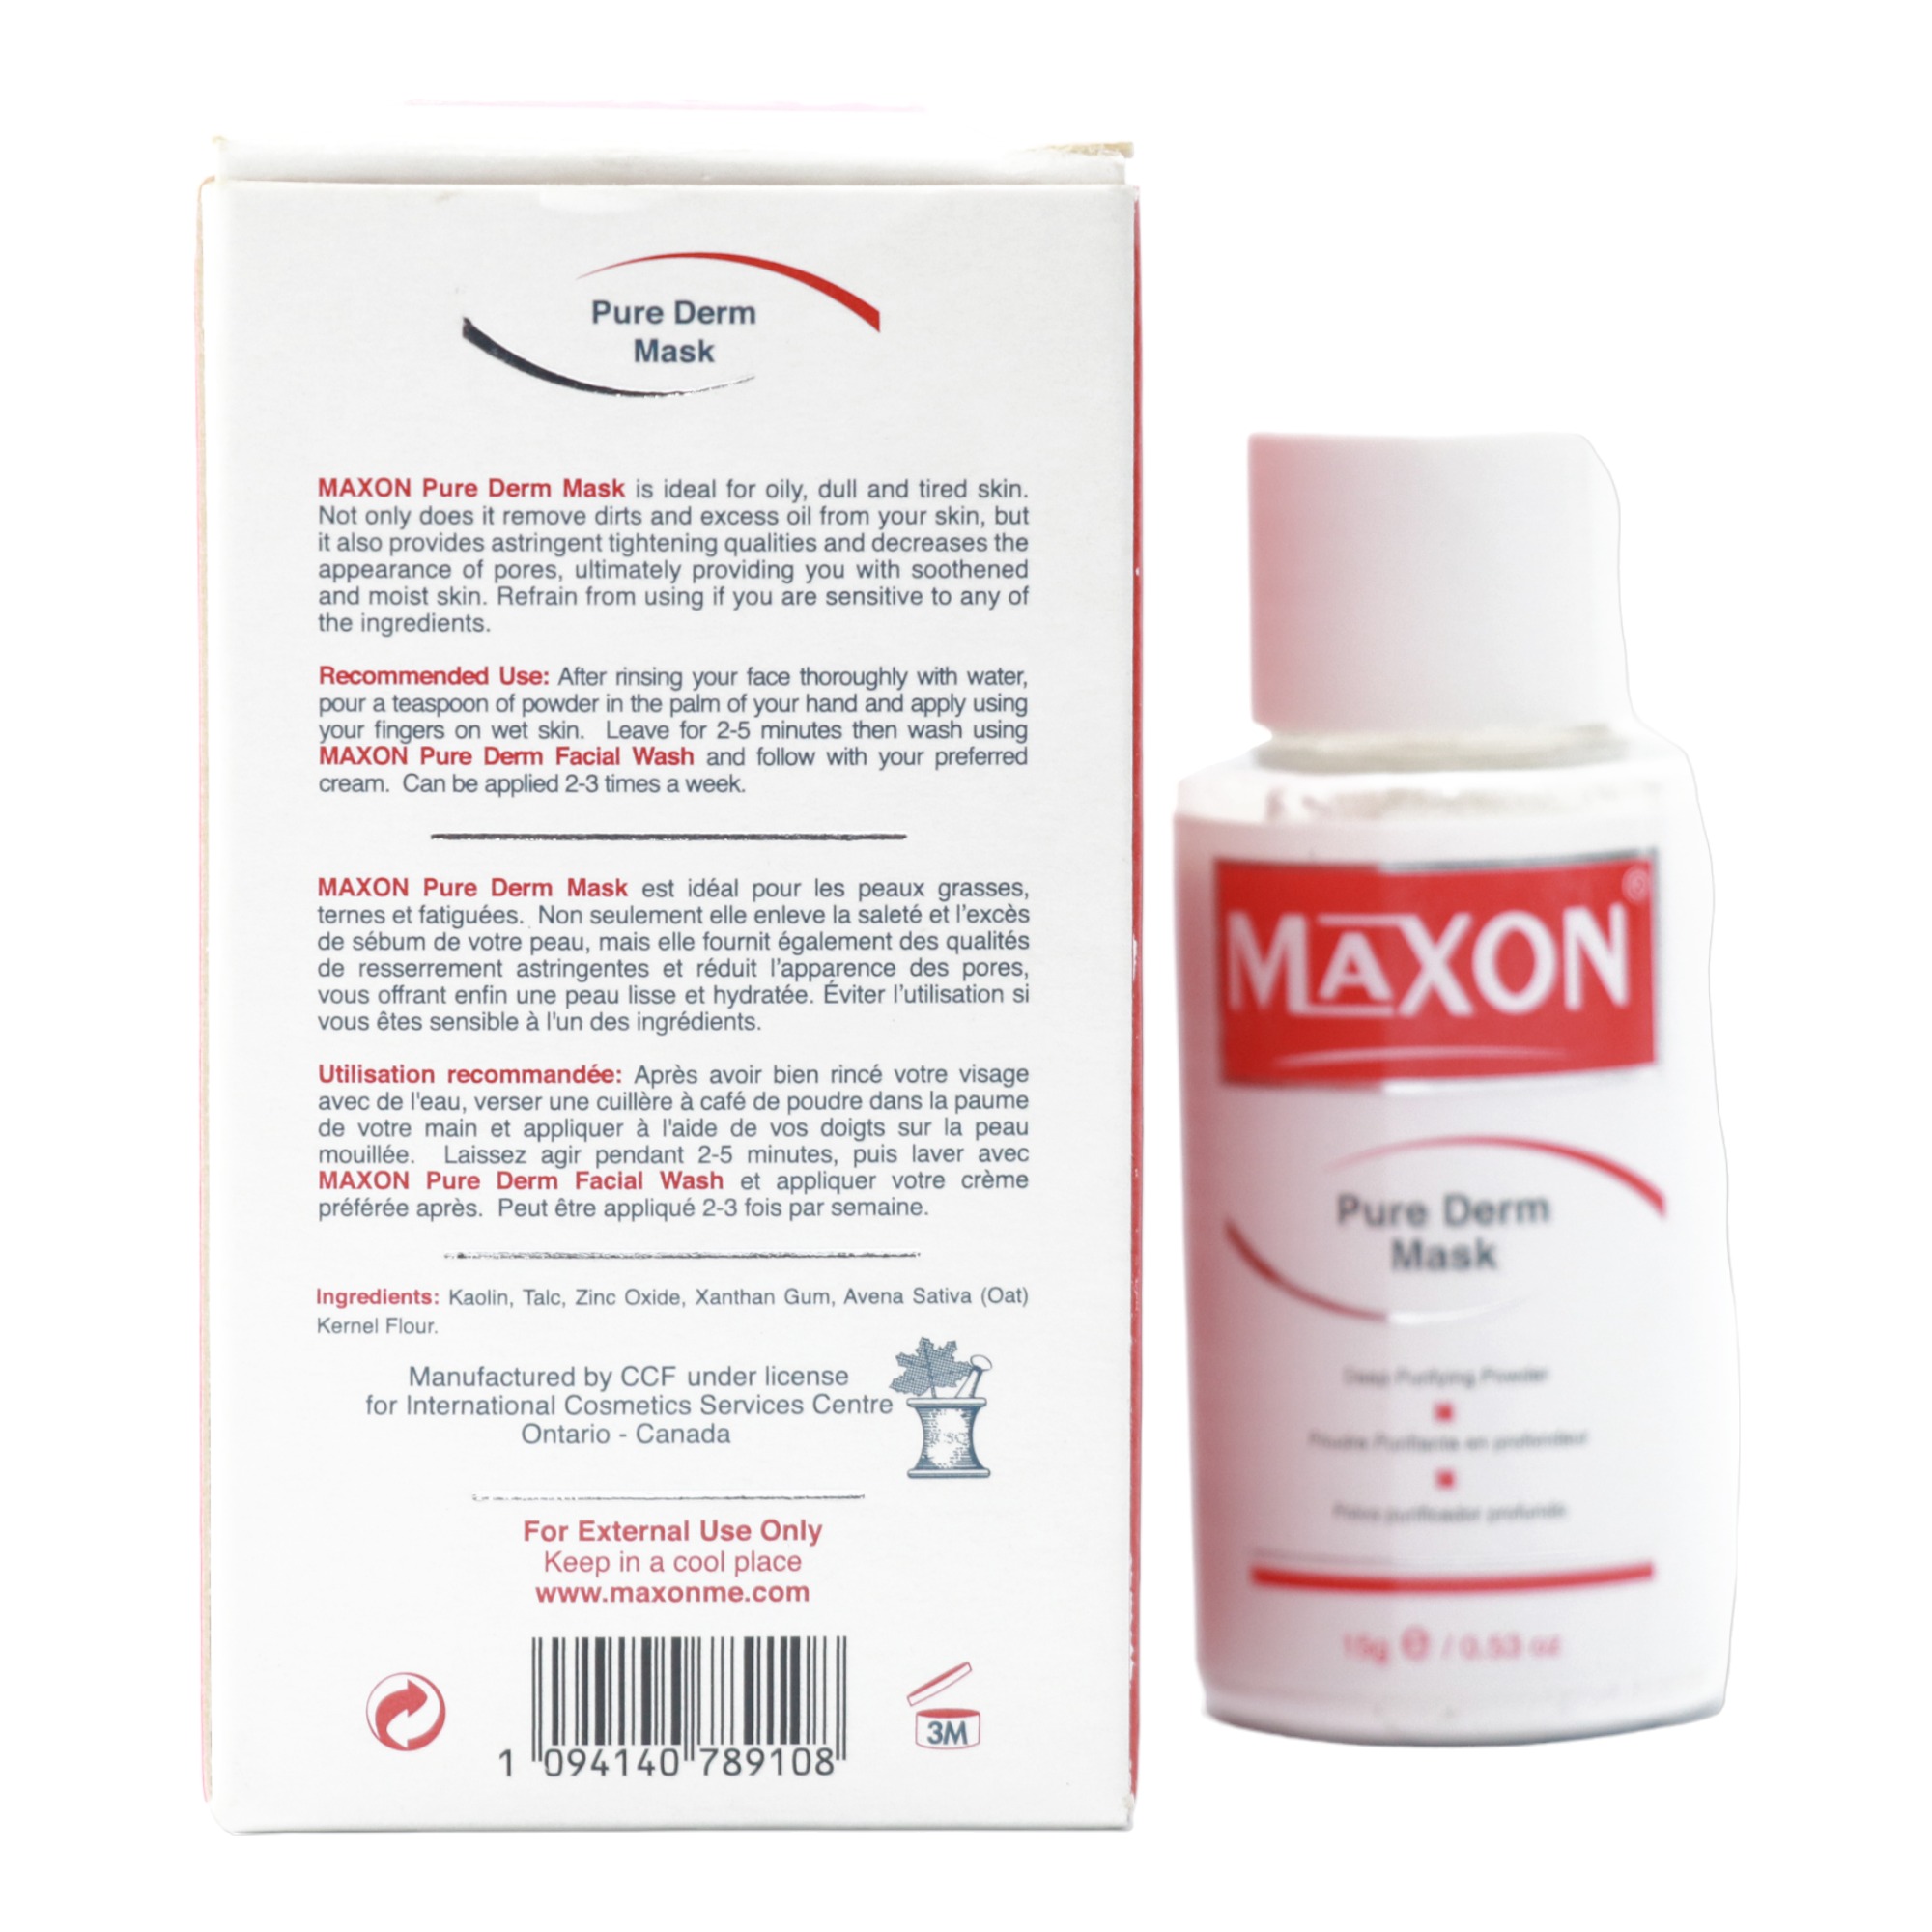 Pure Derm
Mask
MAXON Pure Derm Mask is ideal for oily, dull and tired skin.
Not only does it remove dirts and excess oil from your skin, but
it also provides astringent tightening qualities and decreases the
appearance of pores, ultimately providing you with soothened
and moist skin. Refrain from using if you are sensitive to any of
the ingredients.
Recommended Use: After rinsing your face thoroughly with water,
pour a teaspoon of powder in the palm of your hand and apply using
your fingers on wet skin. Leave for 2-5 minutes then wash using
MAXON Pure Derm Facial Wash and follow with your preferred
cream. Can be applied 2-3 times a week.
MAXON Pure Derm Mask est idéal pour les peaux grasses,
ternes et fatiguées. Non seulement elle enleve la saleté et l'excès
de sébum de votre peau, mais elle fournit également des qualités
de resserrement astringentes et réduit l'apparence des pores,
vous offrant enfin une peau lisse et hydratée. Éviter l'utilisation si
vous êtes sensible à l'un des ingrédients.
Utilisation recommandée: Après avoir bien rincé votre visage
avec de l'eau, verser une cuillère à café de poudre dans la paume
de votre main et appliquer à l'aide de vos doigts sur la peau
mouillée. Laissez agir pendant 2-5 minutes, puis laver avec
MAXON Pure Derm Facial Wash et appliquer votre crème
préférée après. Peut être appliqué 2-3 fois par semaine.
Ingredients: Kaolin, Talc, Zinc Oxide, Xanthan Gum, Avena Sativa (Oat)
Kernel Flour.
Manufactured by CCF under license
for International Cosmetics Services Centre
Ontario - Canada
For External Use Only
Keep in a cool place
www.maxonme.com
1 094140 789108
3M
MAXON®
Pure Derm
Mask
Deep Purifying Powder
Poudre Purifiante en profondeur
purificador profundo
15g e / 0.53 oz